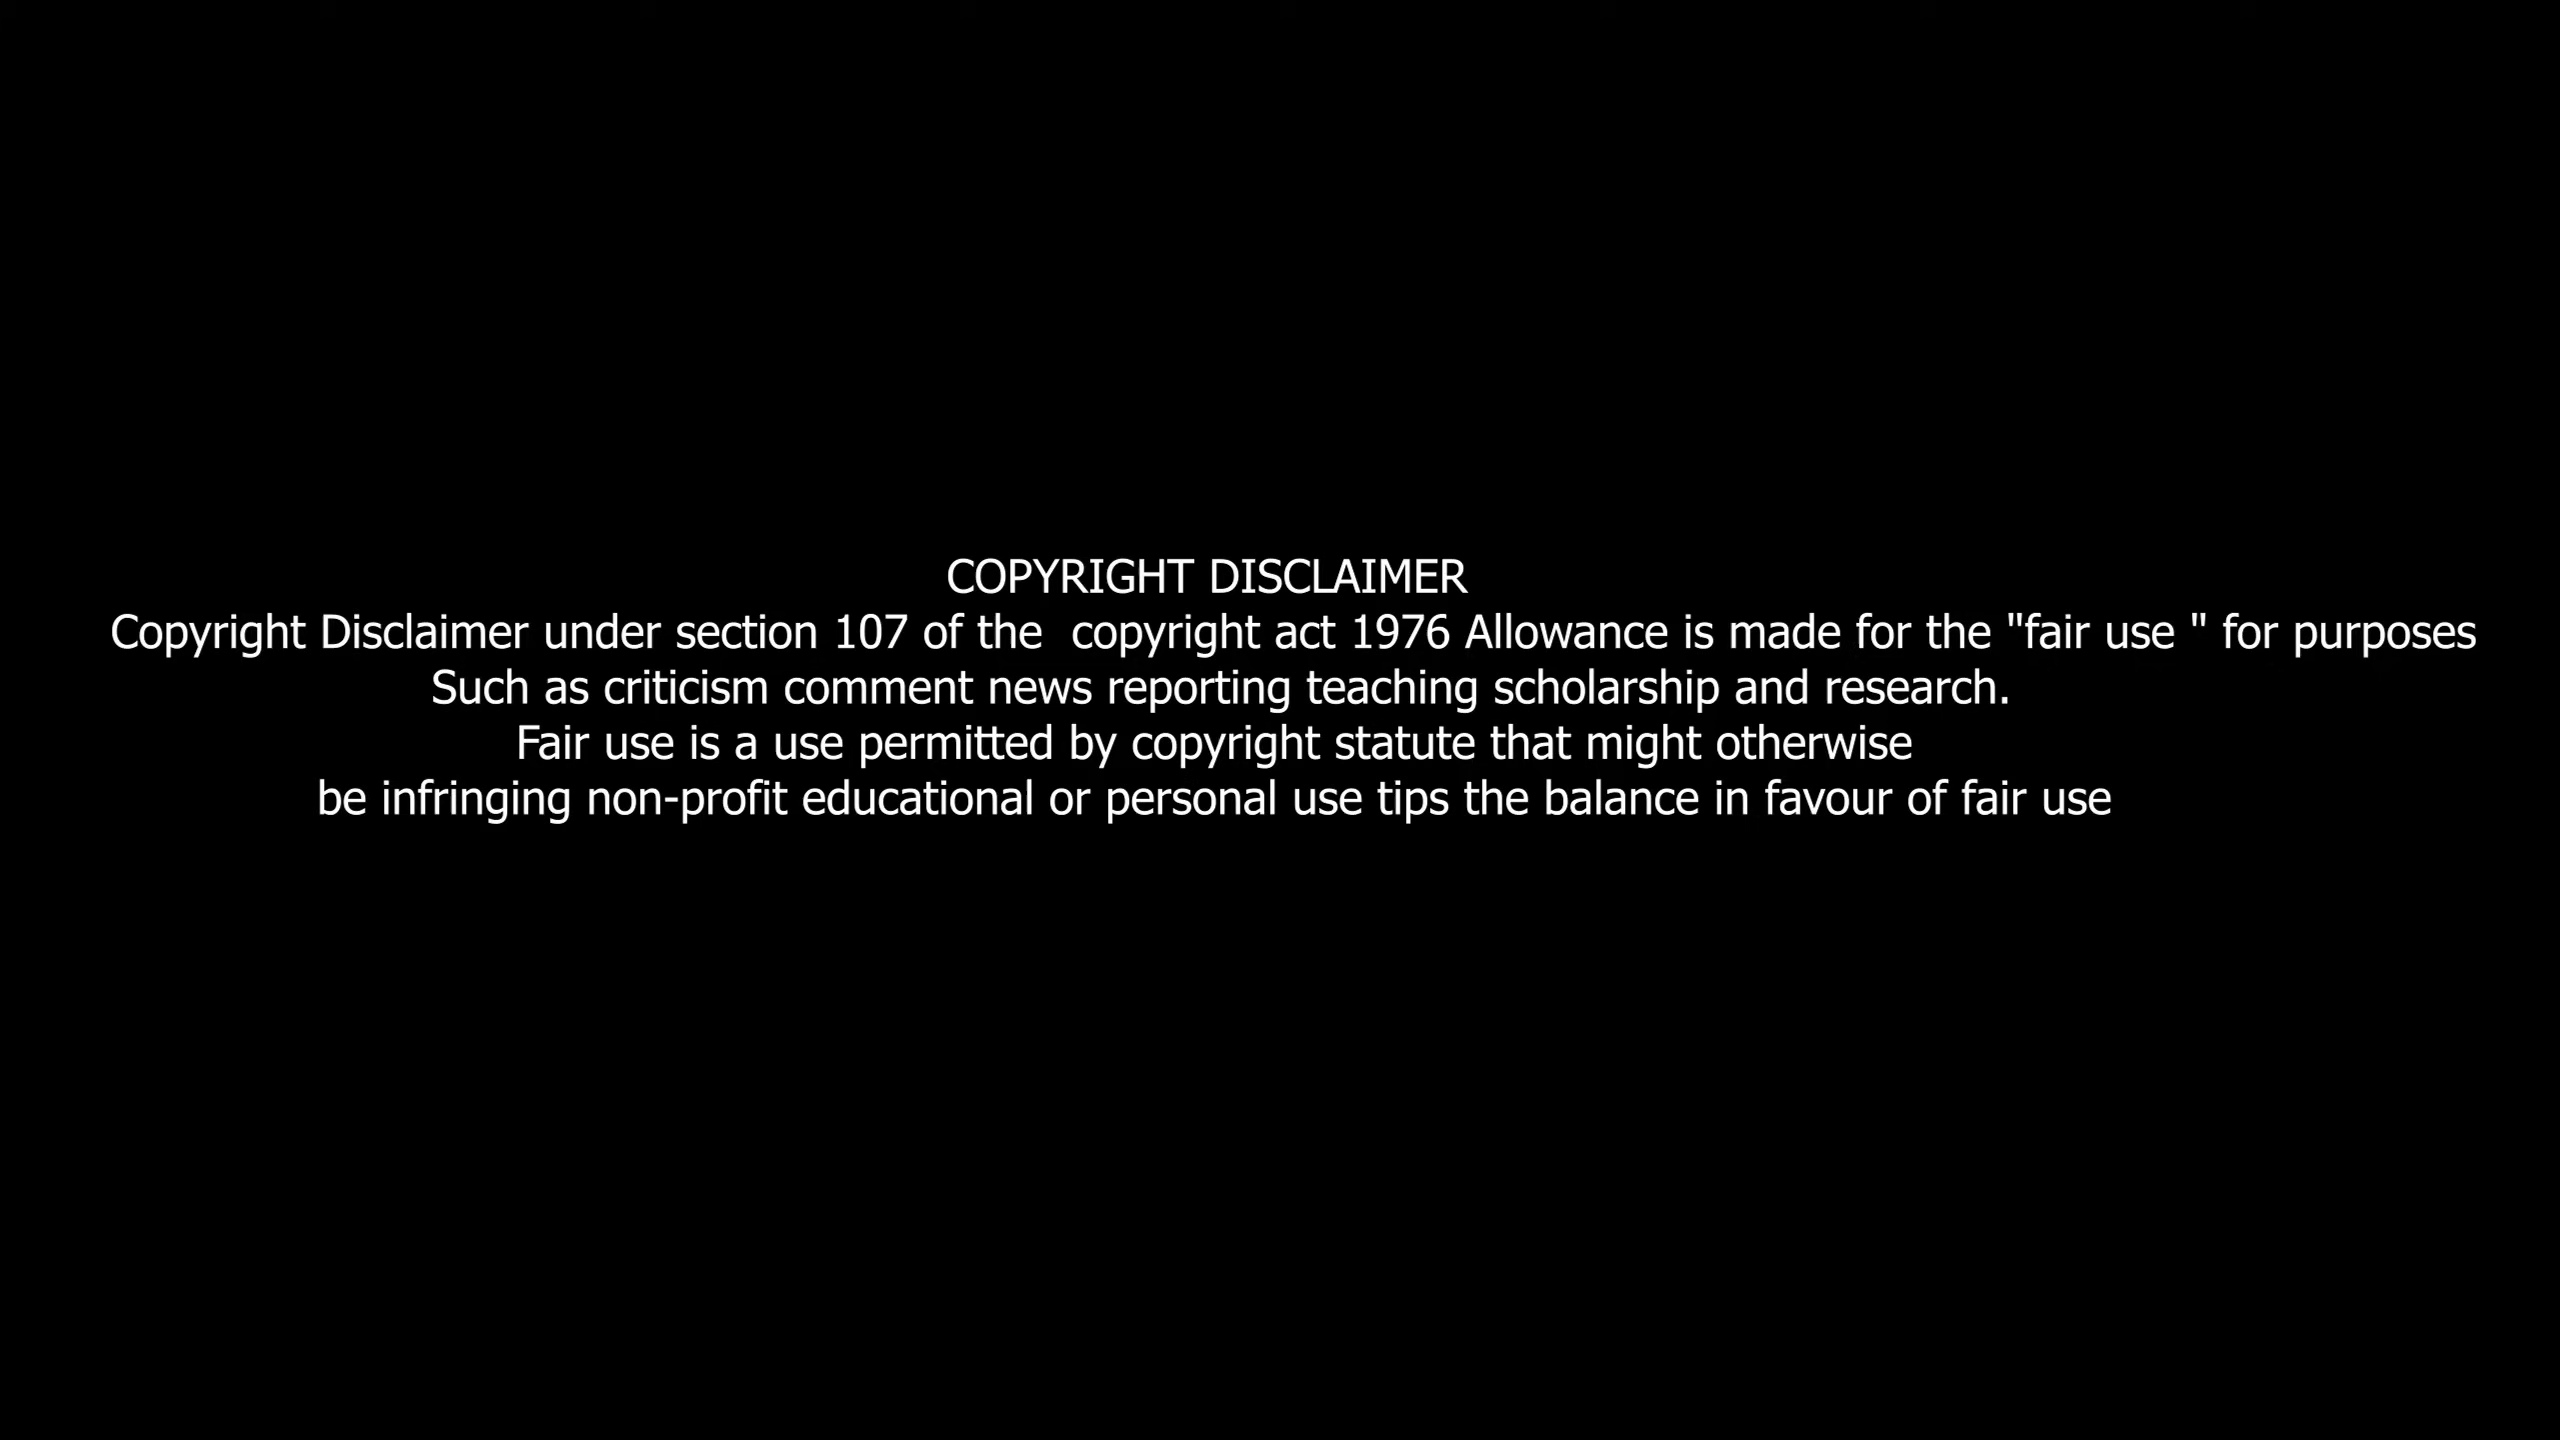 COPYRIGHT DISCLAIMER
Copyright Disclaimer under section 107 of the  copyright act 1976 Allowance is made for the "fair use " for purposes
Such as criticism comment news reporting teaching scholarship and research.
Fair use is a use permitted by copyright statute that might otherwise
be infringing non-profit educational or personal use tips the balance in favour of fair use